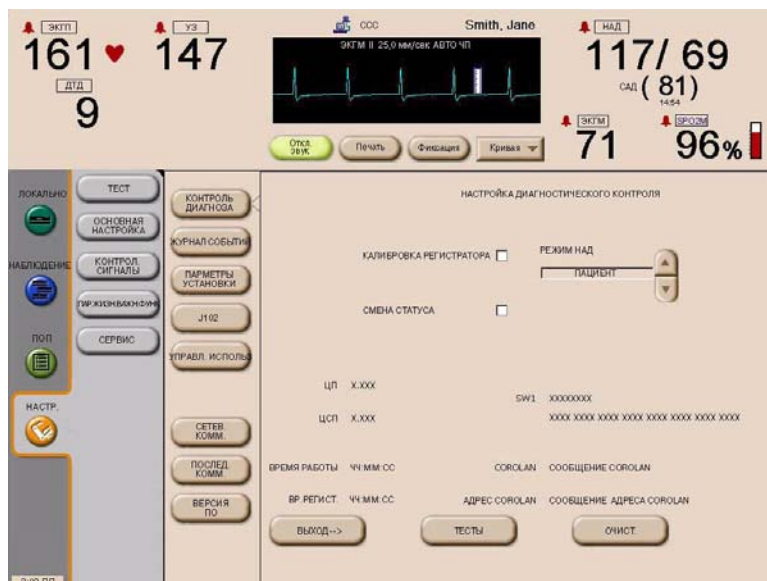 ЭКГП
161
УЗ
147
ДТД
9
ССС
Smith, Jane
ЭКГМ II 25,0 мм/сек АВТО ЧП
НАД
117/ 69
САД ( 81)
14:54
ЭКГМ
71
SPO2М
96%
Откл. звук
Печать
Фиксация
Кривая
ЛОКАЛЬНО
НАБЛЮДЕНИЕ
ПОП
НАСТР.
ТЕСТ
ОСНОВНАЯ НАСТРОЙКА
КОНТРОЛ. СИГНАЛЫ
ПАР.ЖИЗН.ВАЖН.ФУНК
СЕРВИС
КОНТРОЛЬ ДИАГНОЗА
ЖУРНАЛ СОБЫТИЙ
ПАРМЕТРЫ УСТАНОВКИ
J102
УПРАВЛ. ИСПОЛЬЗ
СЕТЕВ. КОММ.
ПОСЛЕД. КОММ.
ВЕРСИЯ ПО
НАСТРОЙКА ДИАГНОСТИЧЕСКОГО КОНТРОЛЯ
КАЛИБРОВКА РЕГИСТРАТОРА
РЕЖИМ НАД
ПАЦИЕНТ
СМЕНА СТАТУСА
ЦП X.XXX
SW1 XXXXXXXX
ЦСП X.XXX
XXXX XXXX XXXX XXXX XXXX XXXX XXXX XXXX
ВРЕМЯ РАБОТЫ ЧЧ:ММ:СС
COROLAN СООБЩЕНИЕ COROLAN
ВР.РЕГИСТ. ЧЧ:ММ:СС
АДРЕС COROLAN СООБЩЕНИЕ АДРЕСА COROLAN
ВЫХОД-->
ТЕСТЫ
ОЧИСТ.